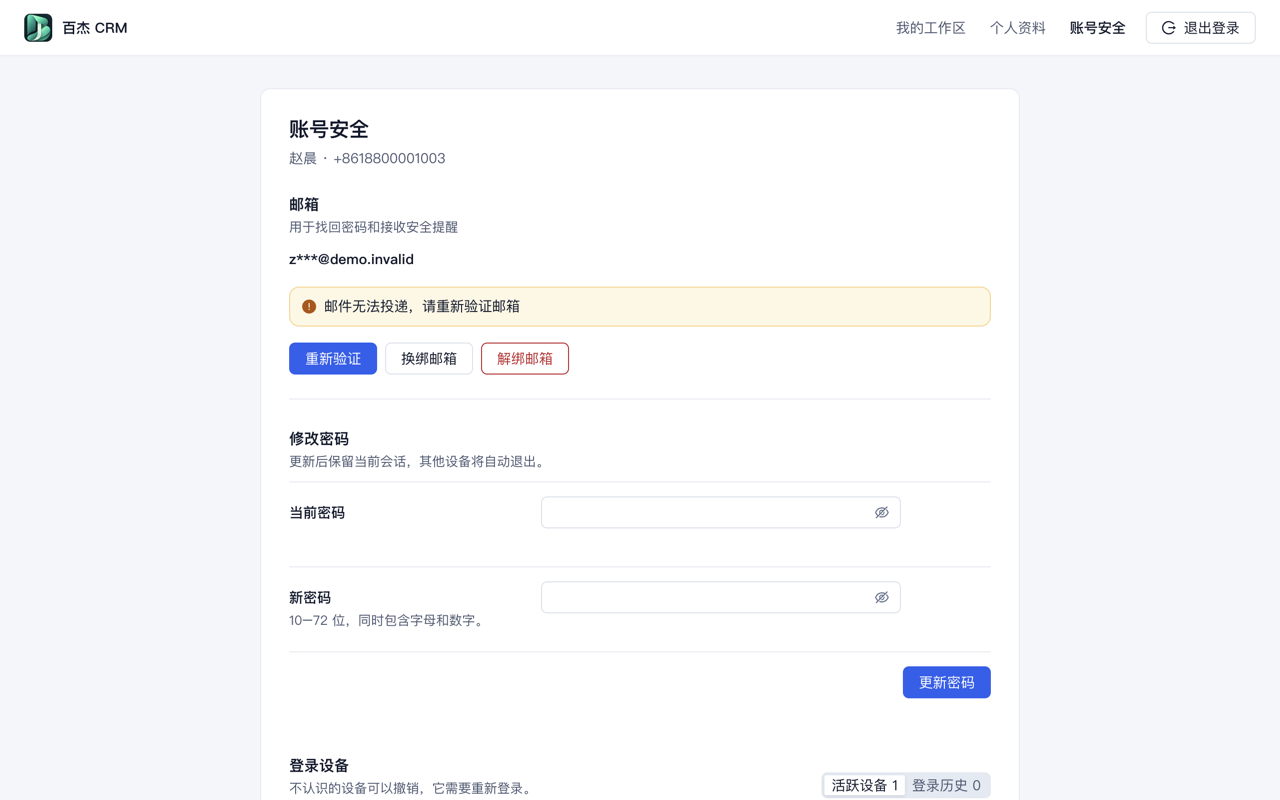 百杰 CRM
我的工作区 个人资料 账号安全 退出登录
账号安全
赵晨 · +8618800001003
邮箱
用于找回密码和接收安全提醒
z***@demo.invalid
邮件无法投递，请重新验证邮箱
重新验证 换绑邮箱 解绑邮箱
修改密码
更新后保留当前会话，其他设备将自动退出。
当前密码
新密码
10–72 位，同时包含字母和数字。
更新密码
登录设备
不认识的设备可以撤销，它需要重新登录。
活跃设备 1 登录历史 0